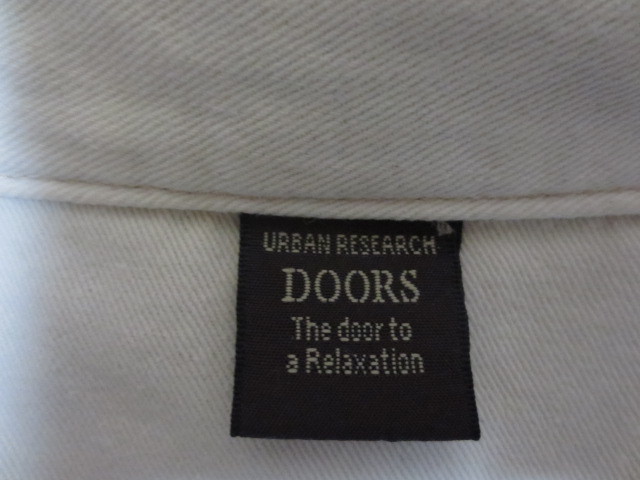 URBAN RESEARCH
DOORS
The door to
a Relaxation